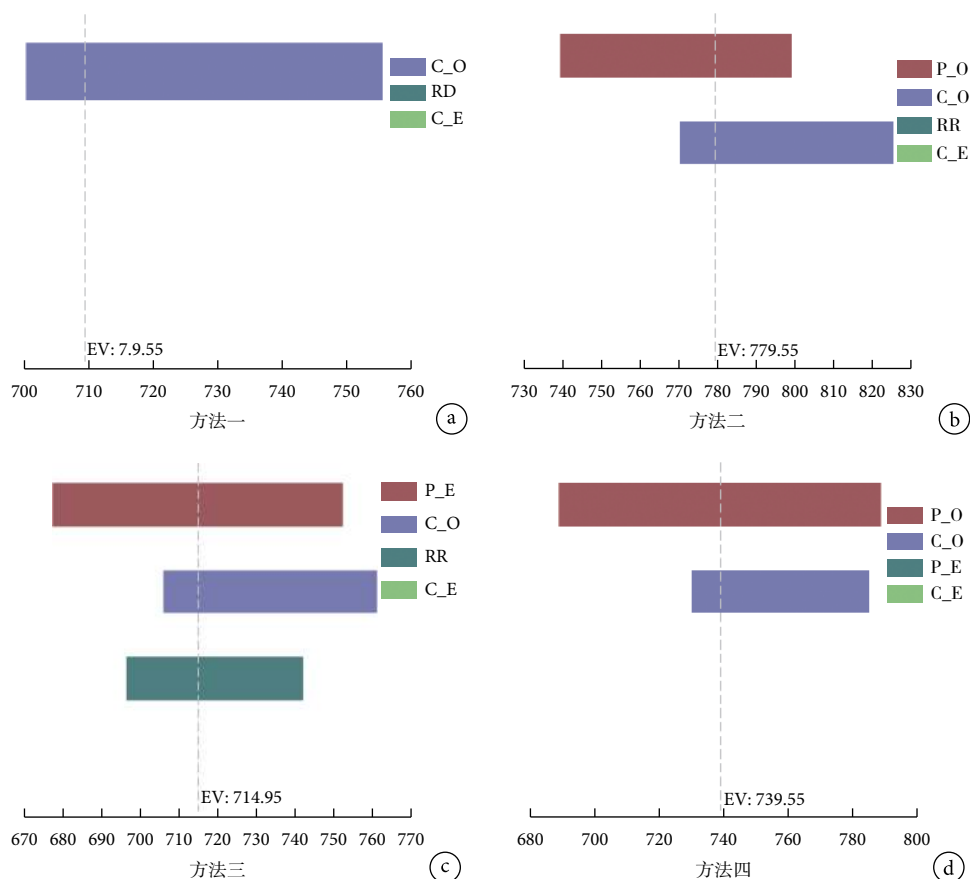 C_O
RD
C_E
EV: 7.9.55
700 710 720 730 740 750 760
方法一
a
P_O
C_O
RR
C_E
EV: 779.55
730 740 750 760 770 780 790 800 810 820 830
方法二
b
P_E
C_O
RR
C_E
EV: 714.95
670 680 690 700 710 720 730 740 750 760 770
方法三
c
P_O
C_O
P_E
C_E
EV: 739.55
680 700 720 740 760 780 800
方法四
d